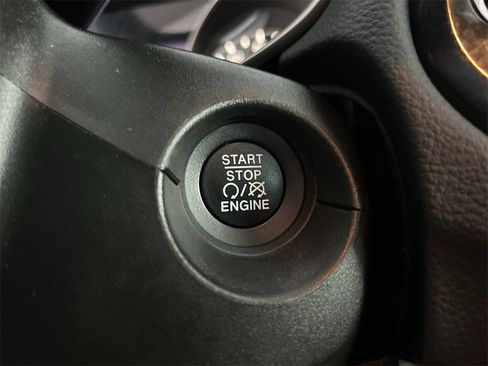 START
STOP
/
ENGINE